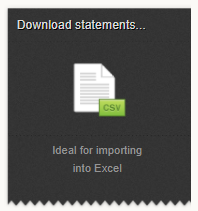 Download statements...
CSV
Ideal for importing
into Excel